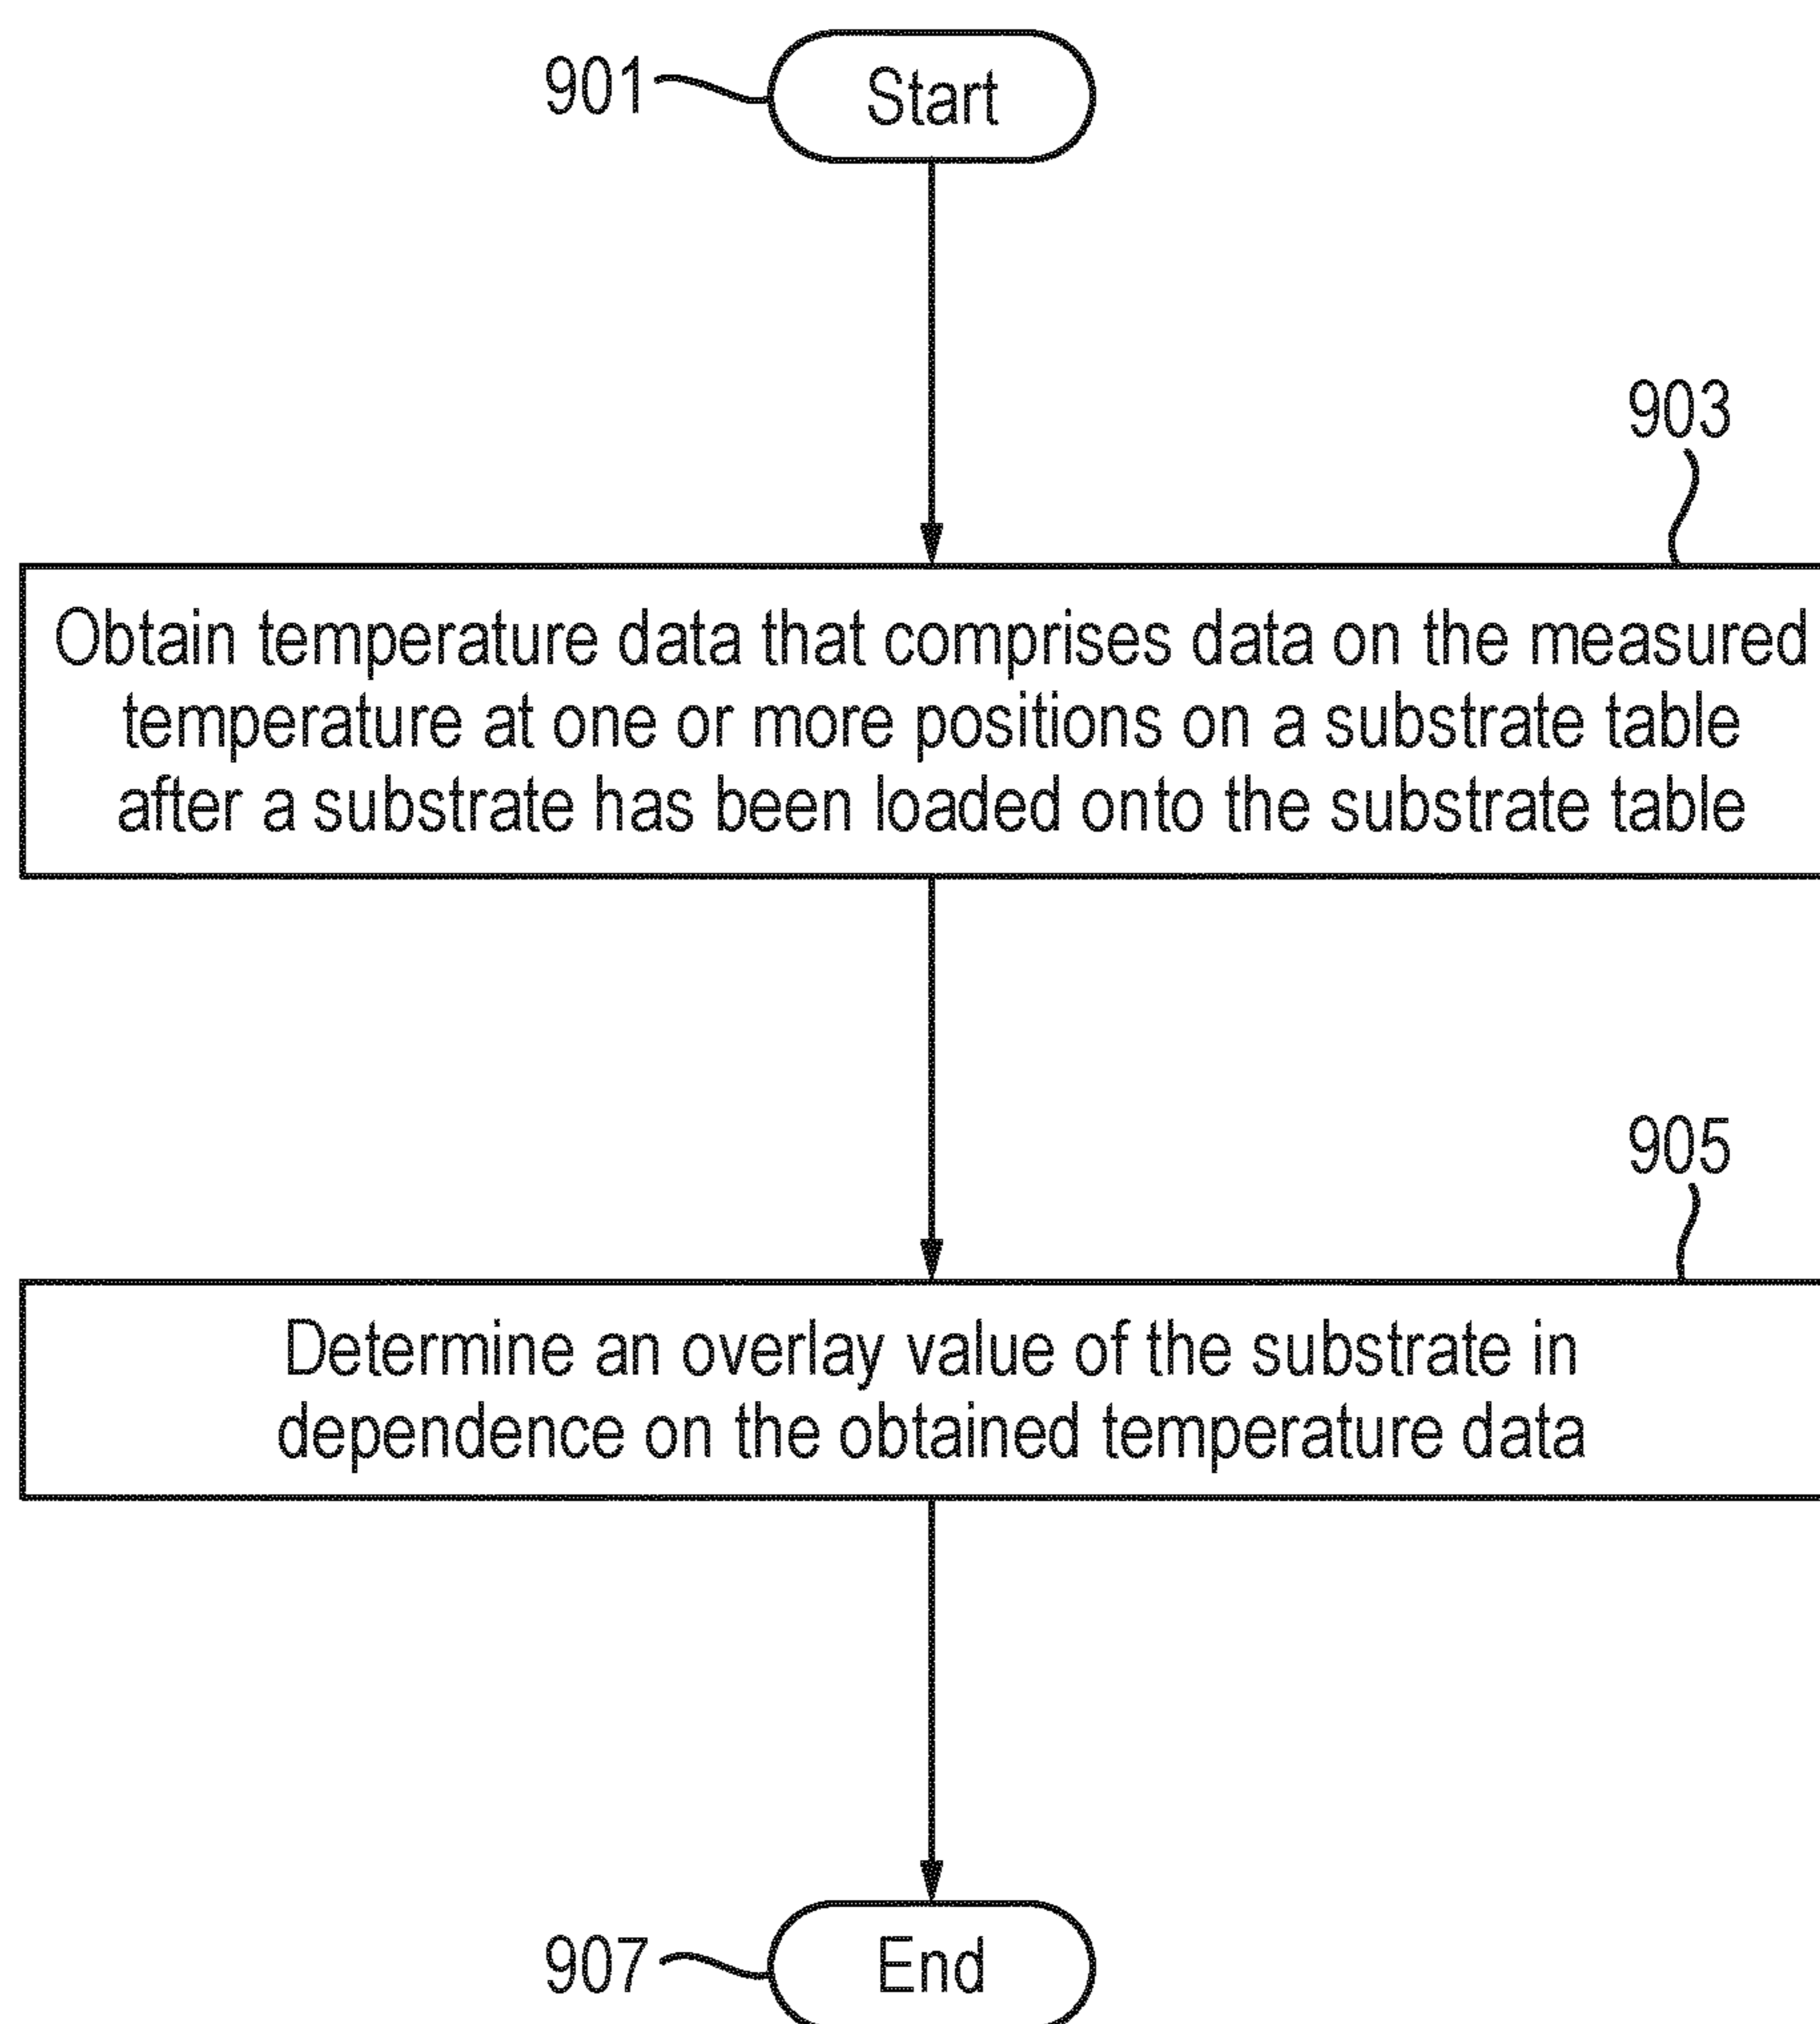 901
Start
903
Obtain temperature data that comprises data on the measured
temperature at one or more positions on a substrate table
after a substrate has been loaded onto the substrate table
905
Determine an overlay value of the substrate in
dependence on the obtained temperature data
907
End